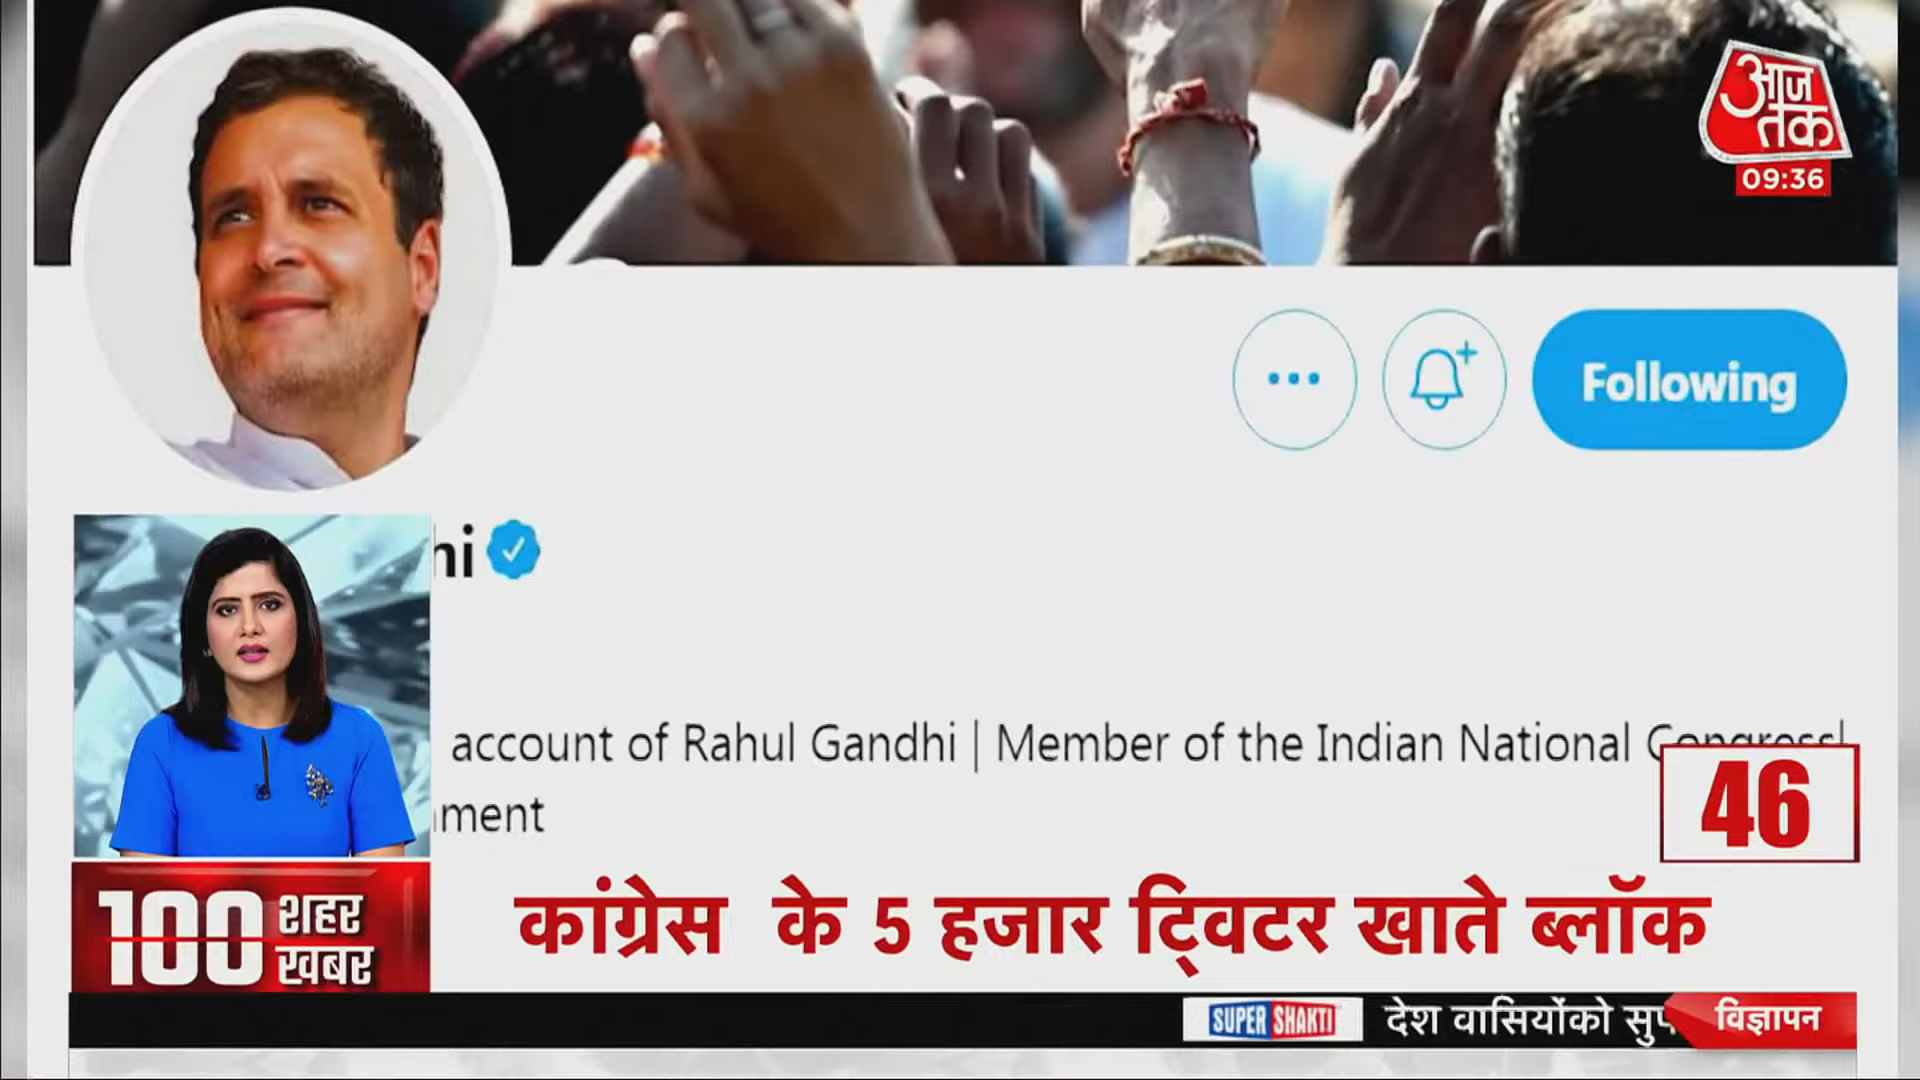 आज
तक
09:36
Following
hi
account of Rahul Gandhi | Member of the Indian National Congress|
ment
46
100 शहर
खबर
कांग्रेस के 5 हजार ट्विटर खाते ब्लॉक
SUPER SHAKTI देश वासियोंको सुप विज्ञापन